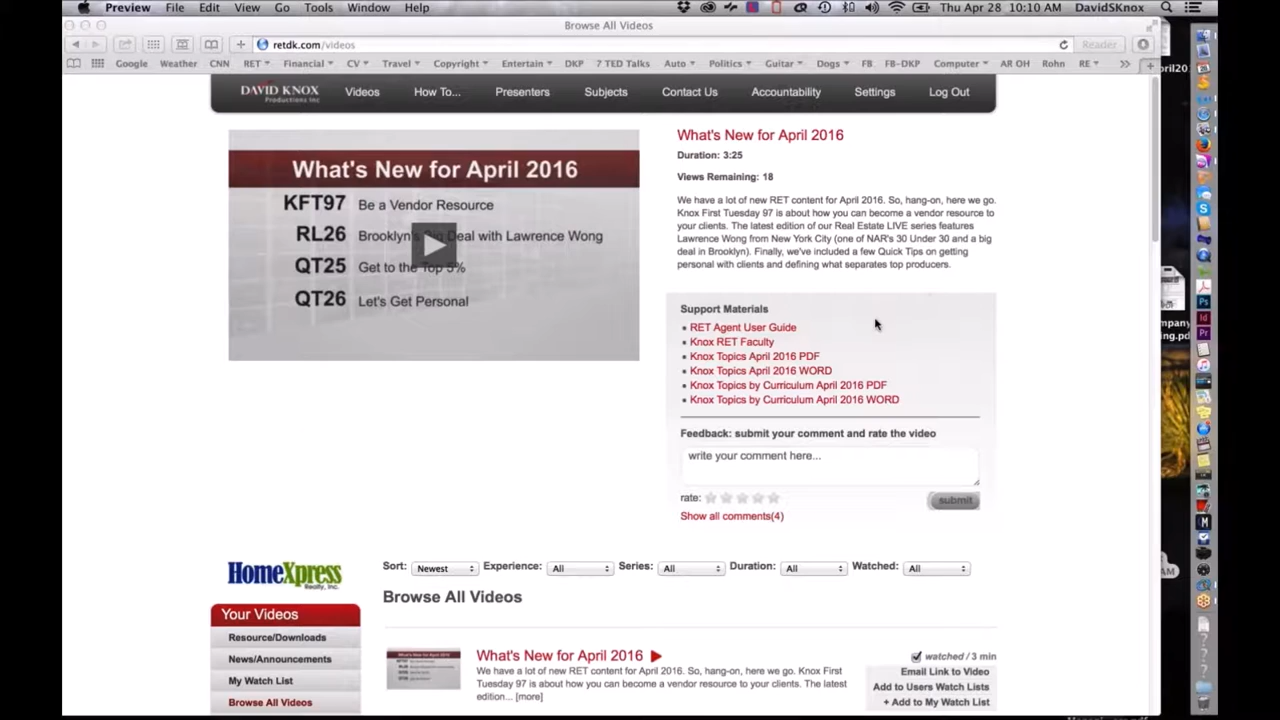 Preview File Edit View Go Tools Window Help Thu Apr 28 10:10 AM DavidSKnox
Browse All Videos
retdk.com/videos Reader
Google Weather CNN RET Financial CV Travel Copyright Entertain DKP 7 TED Talks Auto Politics Guitar Dogs FB FB-DKP Computer AR OH Rohn RE
DAVID KNOX
Productions Inc
Videos How To... Presenters Subjects Contact Us Accountability Settings Log Out
What's New for April 2016
KFT97 Be a Vendor Resource
RL26 Brooklyn's Big Deal with Lawrence Wong
QT25 Get to the Top 5%
QT26 Let's Get Personal
What's New for April 2016
Duration: 3:25
Views Remaining: 18
We have a lot of new RET content for April 2016. So, hang-on, here we go.
Knox First Tuesday 97 is about how you can become a vendor resource to
your clients. The latest edition of our Real Estate LIVE series features
Lawrence Wong from New York City (one of NAR's 30 Under 30 and a big
deal in Brooklyn). Finally, we've included a few Quick Tips on getting
personal with clients and defining what separates top producers.
Support Materials
RET Agent User Guide
Knox RET Faculty
Knox Topics April 2016 PDF
Knox Topics April 2016 WORD
Knox Topics by Curriculum April 2016 PDF
Knox Topics by Curriculum April 2016 WORD
Feedback: submit your comment and rate the video
write your comment here...
rate: submit
Show all comments(4)
HomeXpress
Realty, Inc.
Sort: Newest Experience: All Series: All Duration: All Watched: All
Browse All Videos
Your Videos
Resource/Downloads
News/Announcements
My Watch List
Browse All Videos
What's New for April 2016
We have a lot of new RET content for April 2016. So, hang-on, here we go. Knox First
Tuesday 97 is about how you can become a vendor resource to your clients. The latest
edition... [more]
watched / 3 min
Email Link to Video
Add to Users Watch Lists
+ Add to My Watch List